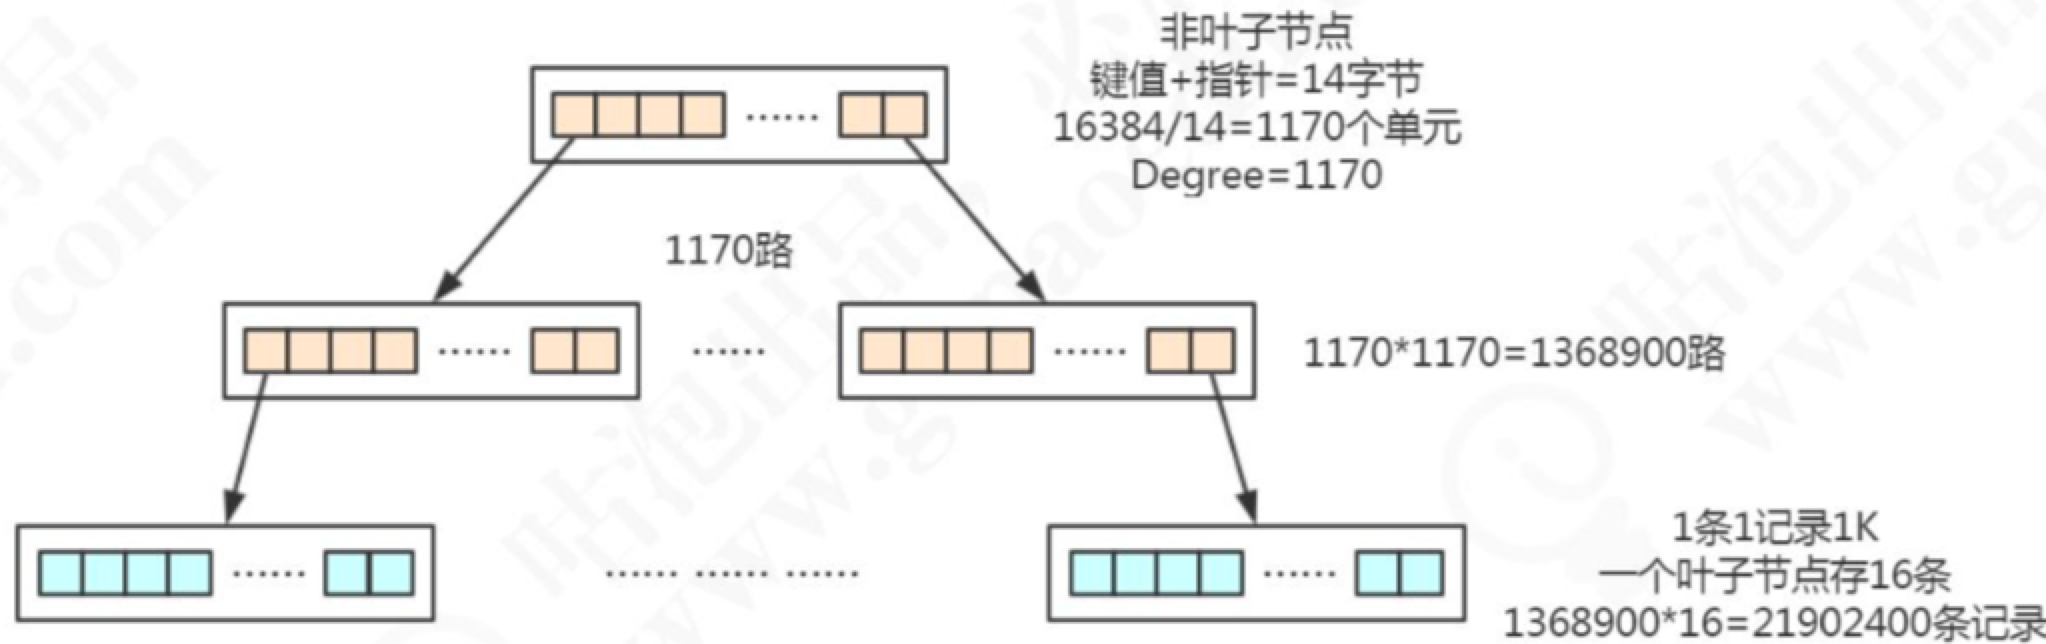 非叶子节点
键值+指针=14字节
16384/14=1170个单元
Degree=1170
1170路
1170*1170=1368900路
1条1记录1K
一个叶子节点存16条
1368900*16=21902400条记录